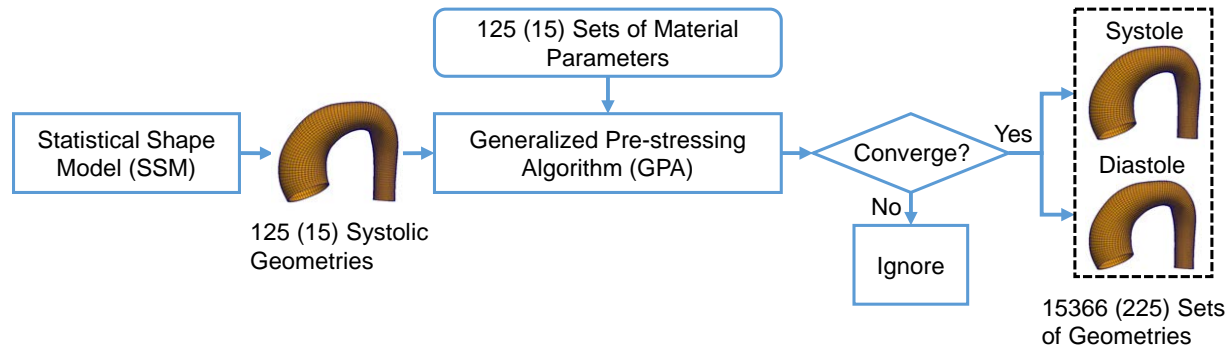 125 (15) Sets of Material
Parameters
Statistical Shape
Model (SSM)
125 (15) Systolic
Geometries
Generalized Pre-stressing
Algorithm (GPA)
Converge?
Yes
No
Ignore
Systole
Diastole
15366 (225) Sets
of Geometries